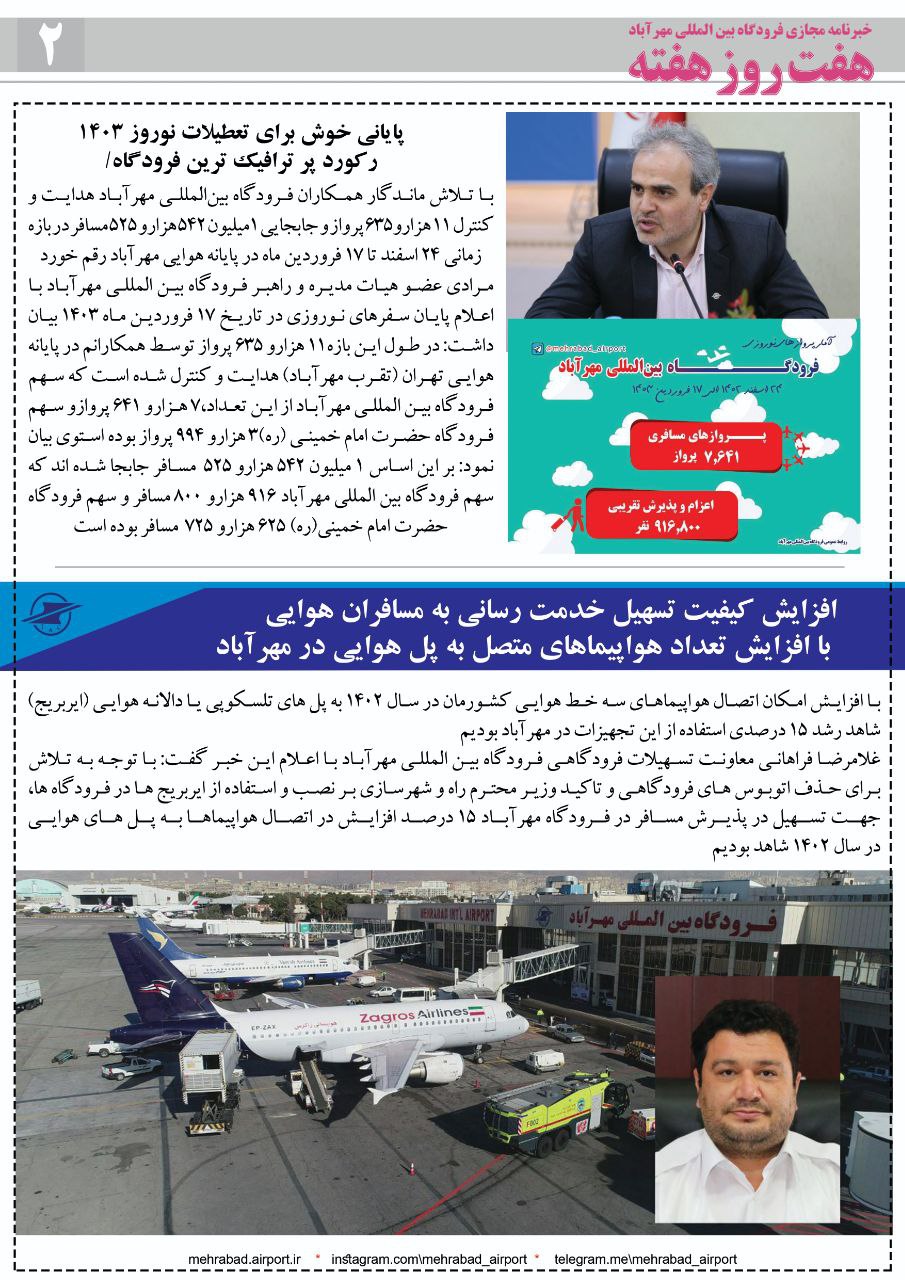 خبرنامه مجازی فرودگاه بین المللی مهرآباد
هفت روز هفته
۲
پایانی خوش برای تعطیلات نوروز ۱۴۰۳
رکورد پر ترافیک ترین فرودگاه/
با تلاش ماندگار همکاران فرودگاه بین‌المللی مهرآباد هدایت و
کنترل ۱۱ هزارو۶۳۵ پروازو جابجایی ۱میلیون ۵۴۲هزارو ۵۲۵مسافر دربازه
زمانی ۲۴ اسفند تا ۱۷ فروردین ماه در پایانه هوایی مهرآباد رقم خورد
مرادی عضو هیات مدیره و راهبر فرودگاه بین المللی مهرآباد با
اعلام پایان سفرهای نوروزی در تاریخ ۱۷ فروردین ماه ۱۴۰۳ بیان
داشت: در طول این بازه۱۱ هزارو ۶۳۵ پرواز توسط همکارانم در پایانه
هوایی تهران (تقرب مهرآباد) هدایت و کنترل شده است که سهم
فرودگاه بین المللی مهرآباد از این تعداد،۷هزارو ۶۴۱ پروازو سهم
فرودگاه حضرت امام خمینی (ره)۳ هزارو ۹۹۴ پرواز بوده استوی بیان
نمود: بر این اساس ۱ میلیون ۵۴۲ هزارو ۵۲۵ مسافر جابجا شده اند که
سهم فرودگاه بین المللی مهرآباد ۹۱۶ هزارو ۸۰۰ مسافر و سهم فرودگاه
حضرت امام خمینی(ره) ۶۲۵ هزارو ۷۲۵ مسافر بوده است
@mehrabad_airport
آمار پروازهای نوروزی
فرودگاه بین‌المللی مهرآباد
۲۴ اسفند ۱۴۰۲ الی ۱۷ فروردین ۱۴۰۳
پروازهای مسافری
۷,۶۴۱ پرواز
اعزام و پذیرش تقریبی
۹۱۶,۸۰۰ نفر
روابط عمومی فرودگاه بین‌المللی مهرآباد
افزایش کیفیت تسهیل خدمت رسانی به مسافران هوایی
با افزایش تعداد هواپیماهای متصل به پل هوایی در مهرآباد
با افزایش امکان اتصال هواپیماهای سه خط هوایی کشورمان در سال ۱۴۰۲ به پل های تلسکوپی یا دالانه هوایی (ایربریج)
شاهد رشد ۱۵ درصدی استفاده از این تجهیزات در مهرآباد بودیم
غلامرضا فراهانی معاونت تسهیلات فرودگاهی فرودگاه بین المللی مهرآباد با اعلام این خبر گفت: با توجه به تلاش
برای حذف اتوبوس های فرودگاهی و تاکید وزیر محترم راه و شهرسازی بر نصب و استفاده از ایربریج ها در فرودگاه ها،
جهت تسهیل در پذیرش مسافر در فرودگاه مهرآباد ۱۵ درصد افزایش در اتصال هواپیماها به پل های هوایی
در سال ۱۴۰۲ شاهد بودیم
MEHRABAD INT'L AIRPORT
فرودگاه بین المللی مهرآباد
Zagros Airlines
هواپیمایی زاگرس
EP-ZAX
F002
mehrabad.airport.ir * instagram.com\mehrabad_airport * telegram.me\mehrabad_airport